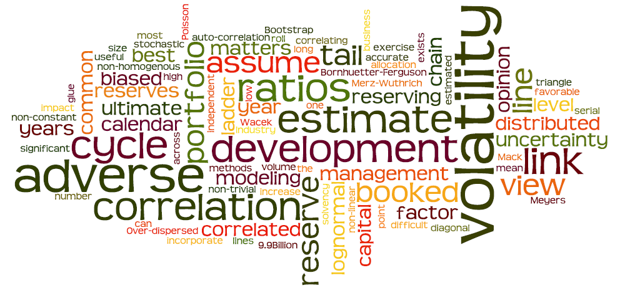 Poisson
most
size
stochastic
useful
auto-correlation
Bootstrap
roll
correlating
long
business
exercise
accurate
far
allocation
exists
estimated
non-homogenous
best
matters
assume
tail
chain
volatility
Bornhuetter-Ferguson
Merz-Wuthrich
triangle
opinion
favorable
line
level
serial
glue
common
biased
high
portfolio
reserves
ratios
low
one
reserving
impact
ultimate
independent
ladder
year
estimate
distributed
non-constant
calendar
Wacek
industry
uncertainty
years
significant
cycle
across
development
Mack
mean
link
methods
volume
the
management
adverse
non-trivial
modeling
increase
booked
view
Meyers
number
correlation
reserve
solvency
lognormal
non-linear
capital
point
factor
can
Over-dispersed
correlated
difficult
diagonal
incorporate
lines
9.9Billion